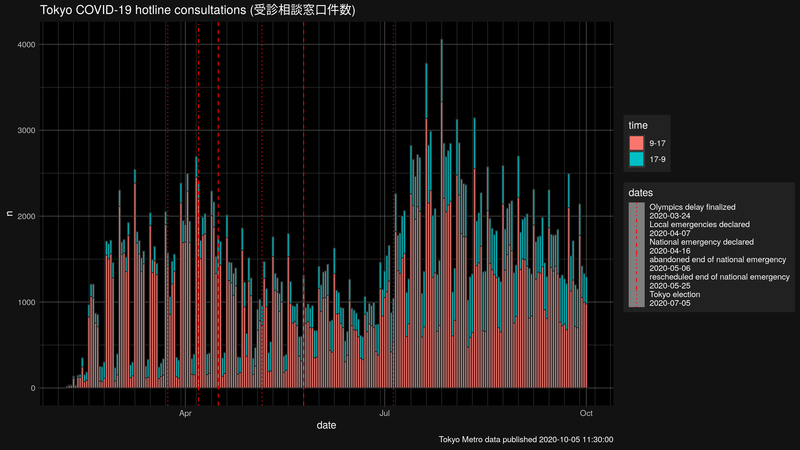 Tokyo COVID-19 hotline consultations (受診相談窓口件数)
4000
3000
2000
1000
0
n
Apr
Jul
Oct
date
time
9-17
17-9
dates
Olympics delay finalized
2020-03-24
Local emergencies declared
2020-04-07
National emergency declared
2020-04-16
abandoned end of national emergency
2020-05-06
rescheduled end of national emergency
2020-05-25
Tokyo election
2020-07-05
Tokyo Metro data published 2020-10-05 11:30:00